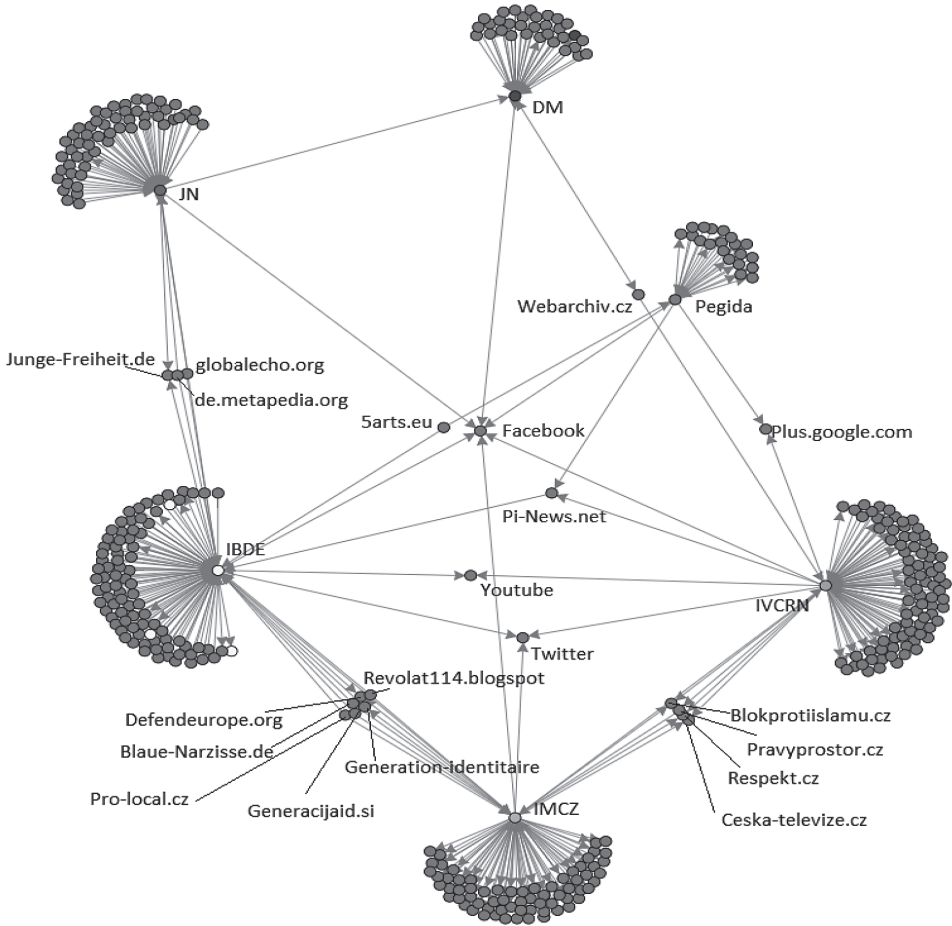 DM
JN
Webarchiv.cz
Pegida
Junge-Freiheit.de
globalecho.org
de.metapedia.org
5arts.eu
Facebook
Plus.google.com
Pi-News.net
IBDE
Youtube
IVCRN
Twitter
Revolat114.blogspot
Defendeurope.org
Blokprotiislamu.cz
Blaue-Narzisse.de
Pravyprostor.cz
Generation-identitaire
Respekt.cz
Pro-local.cz
Generacijaid.si
IMCZ
Ceska-televize.cz